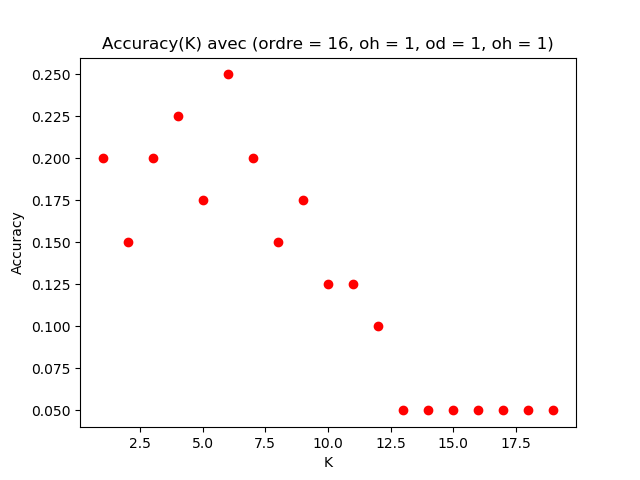 Accuracy(K) avec (ordre = 16, oh = 1, od = 1, oh = 1)
0.250
0.225
0.200
0.175
0.150
0.125
0.100
0.075
0.050
Accuracy
2.5 5.0 7.5 10.0 12.5 15.0 17.5
K